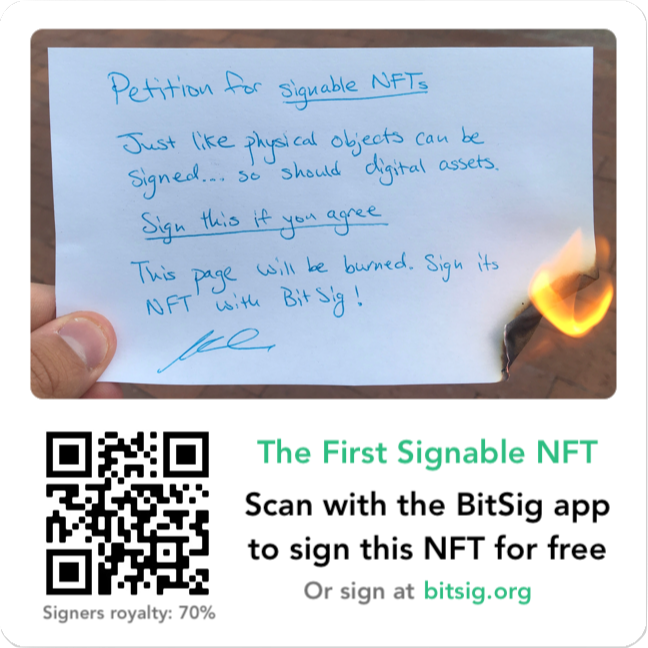 Petition for signable NFTs
Just like physical objects can be
signed... so should digital assets.
Sign this if you agree
This page will be burned. Sign its
NFT with BitSig!
The First Signable NFT
Scan with the BitSig app
to sign this NFT for free
Or sign at bitsig.org
Signers royalty: 70%